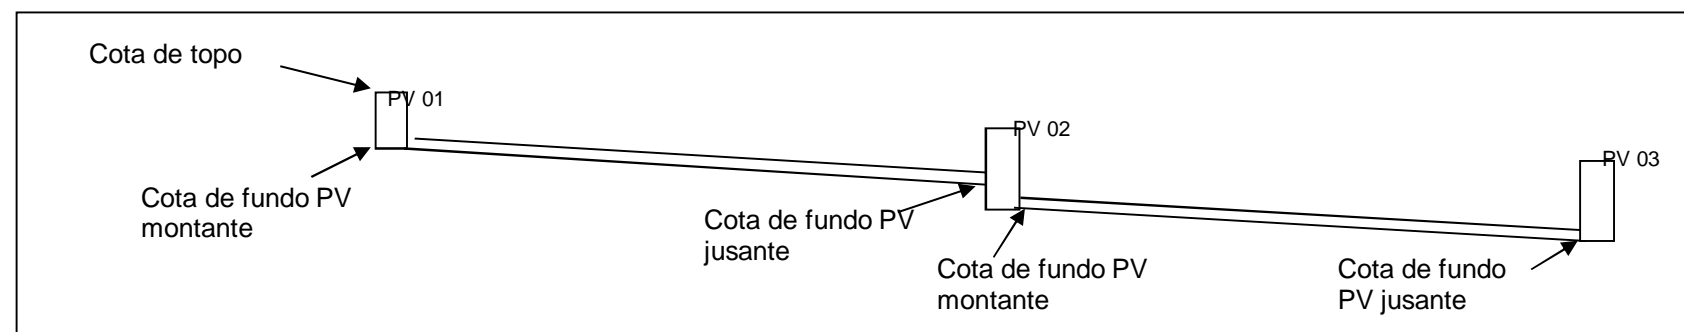 Cota de topo
PV 01
PV 02
PV 03
Cota de fundo PV
montante
Cota de fundo PV
jusante
Cota de fundo PV
montante
Cota de fundo
PV jusante